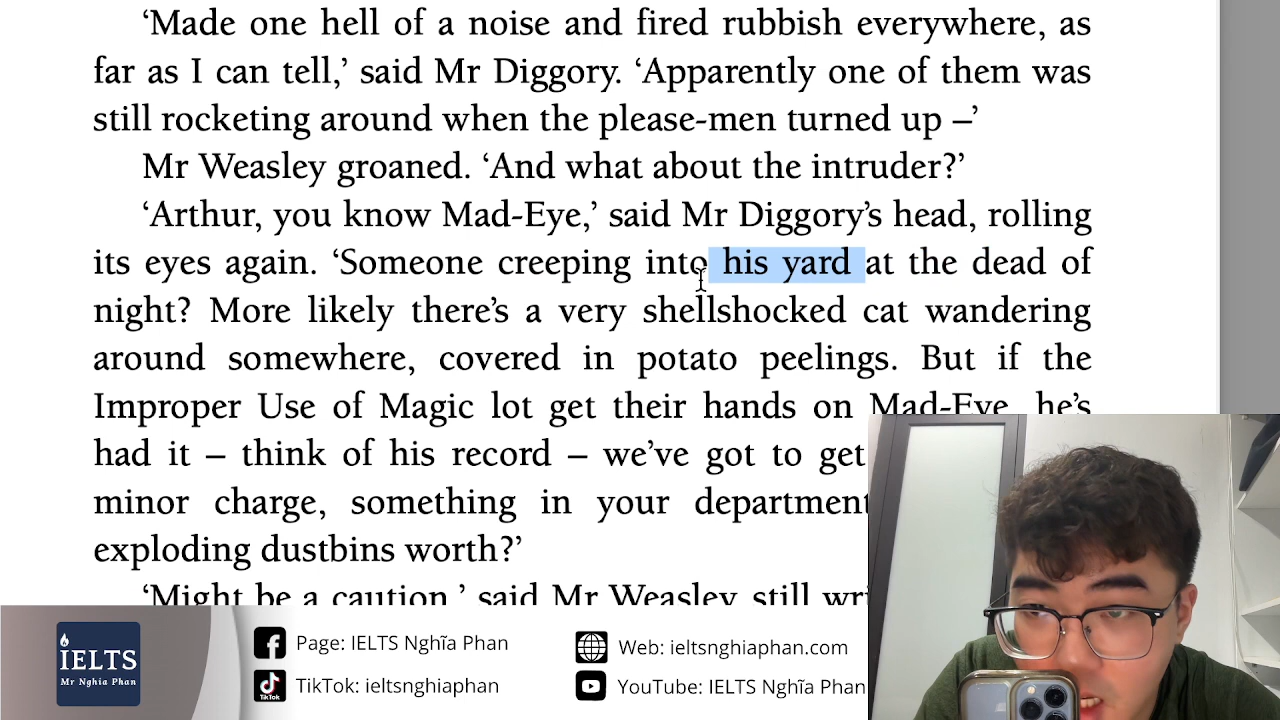 ‘Made one hell of a noise and fired rubbish everywhere, as
far as I can tell,’ said Mr Diggory. ‘Apparently one of them was
still rocketing around when the please-men turned up –’
Mr Weasley groaned. ‘And what about the intruder?’
‘Arthur, you know Mad-Eye,’ said Mr Diggory’s head, rolling
its eyes again. ‘Someone creeping into his yard at the dead of
night? More likely there’s a very shellshocked cat wandering
around somewhere, covered in potato peelings. But if the
Improper Use of Magic lot get their hands on Mad-Eye, he’s
had it – think of his record – we’ve got to get
minor charge, something in your department
exploding dustbins worth?’
‘Might be a caution,’ said Mr Weasley, still
IELTS
Mr Nghia Phan
Page: IELTS Nghĩa Phan
TikTok
TikTok: ieltsnghiaphan
Web: ieltsnghiaphan.com
YouTube: IELTS Nghĩa Phan